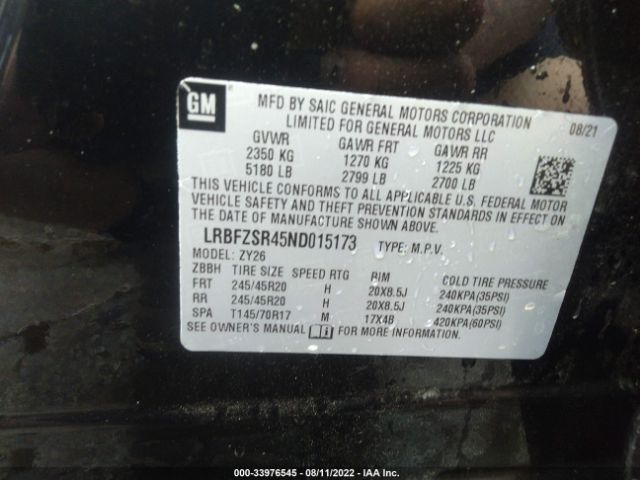 GM
MFD BY SAIC GENERAL MOTORS CORPORATION
LIMITED FOR GENERAL MOTORS LLC
08/21
GVWR GAWR FRT GAWR RR
2350 KG 1270 KG 1225 KG
5180 LB 2799 LB 2700 LB
THIS VEHICLE CONFORMS TO ALL APPLICABLE U.S. FEDERAL MOTOR
VEHICLE SAFETY AND THEFT PREVENTION STANDARDS IN EFFECT ON
THE DATE OF MANUFACTURE SHOWN ABOVE.
LRBFZSR45ND015173 TYPE: M.P.V.
MODEL: ZY26
ZBBH TIRE SIZE SPEED RTG RIM COLD TIRE PRESSURE
FRT 245/45R20 H 20X8.5J 240KPA(35PSI)
RR 245/45R20 H 20X8.5J 240KPA(35PSI)
SPA T145/70R17 M 17X4B 420KPA(60PSI)
SEE OWNER'S MANUAL FOR MORE INFORMATION.
000-33976545 - 08/11/2022 - IAA Inc.